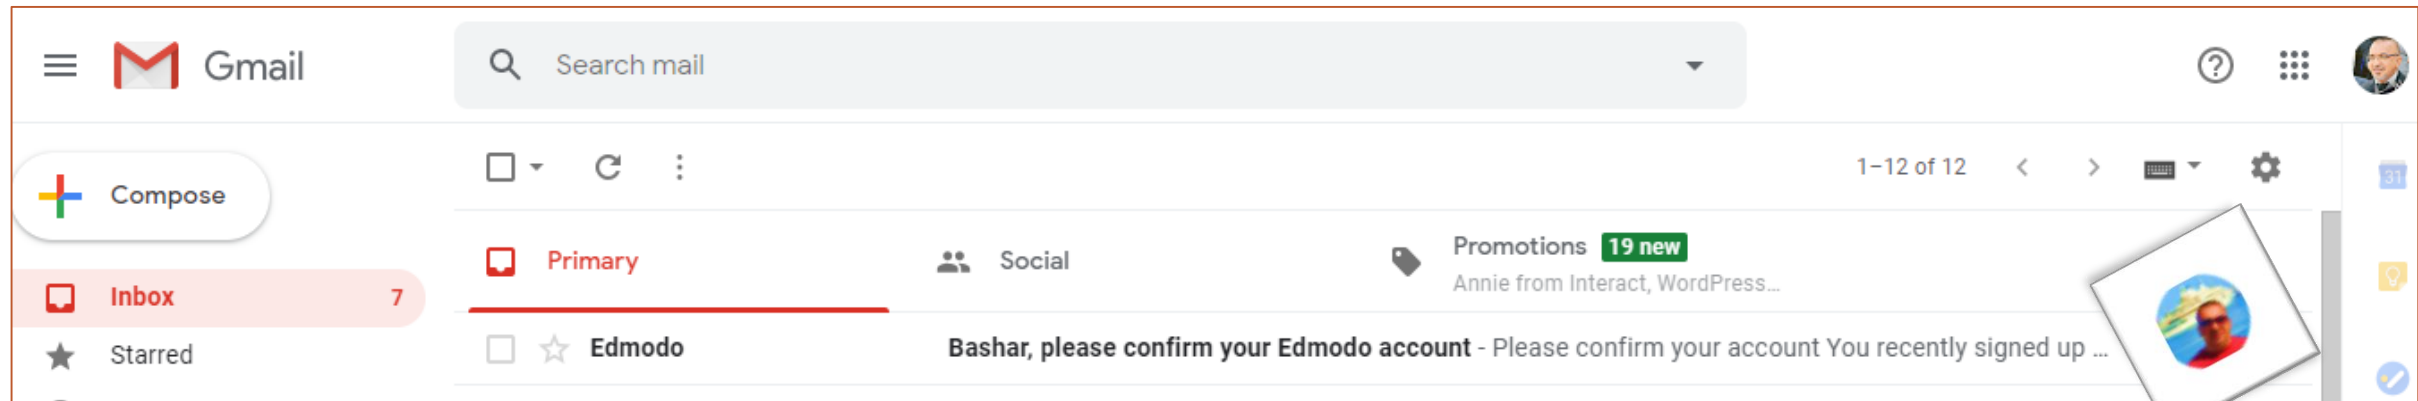 Gmail
Search mail
Compose
1–12 of 12
31
Primary
Social
Promotions 19 new
Annie from Interact, WordPress...
Inbox 7
Starred
Edmodo Bashar, please confirm your Edmodo account - Please confirm your account You recently signed up ...